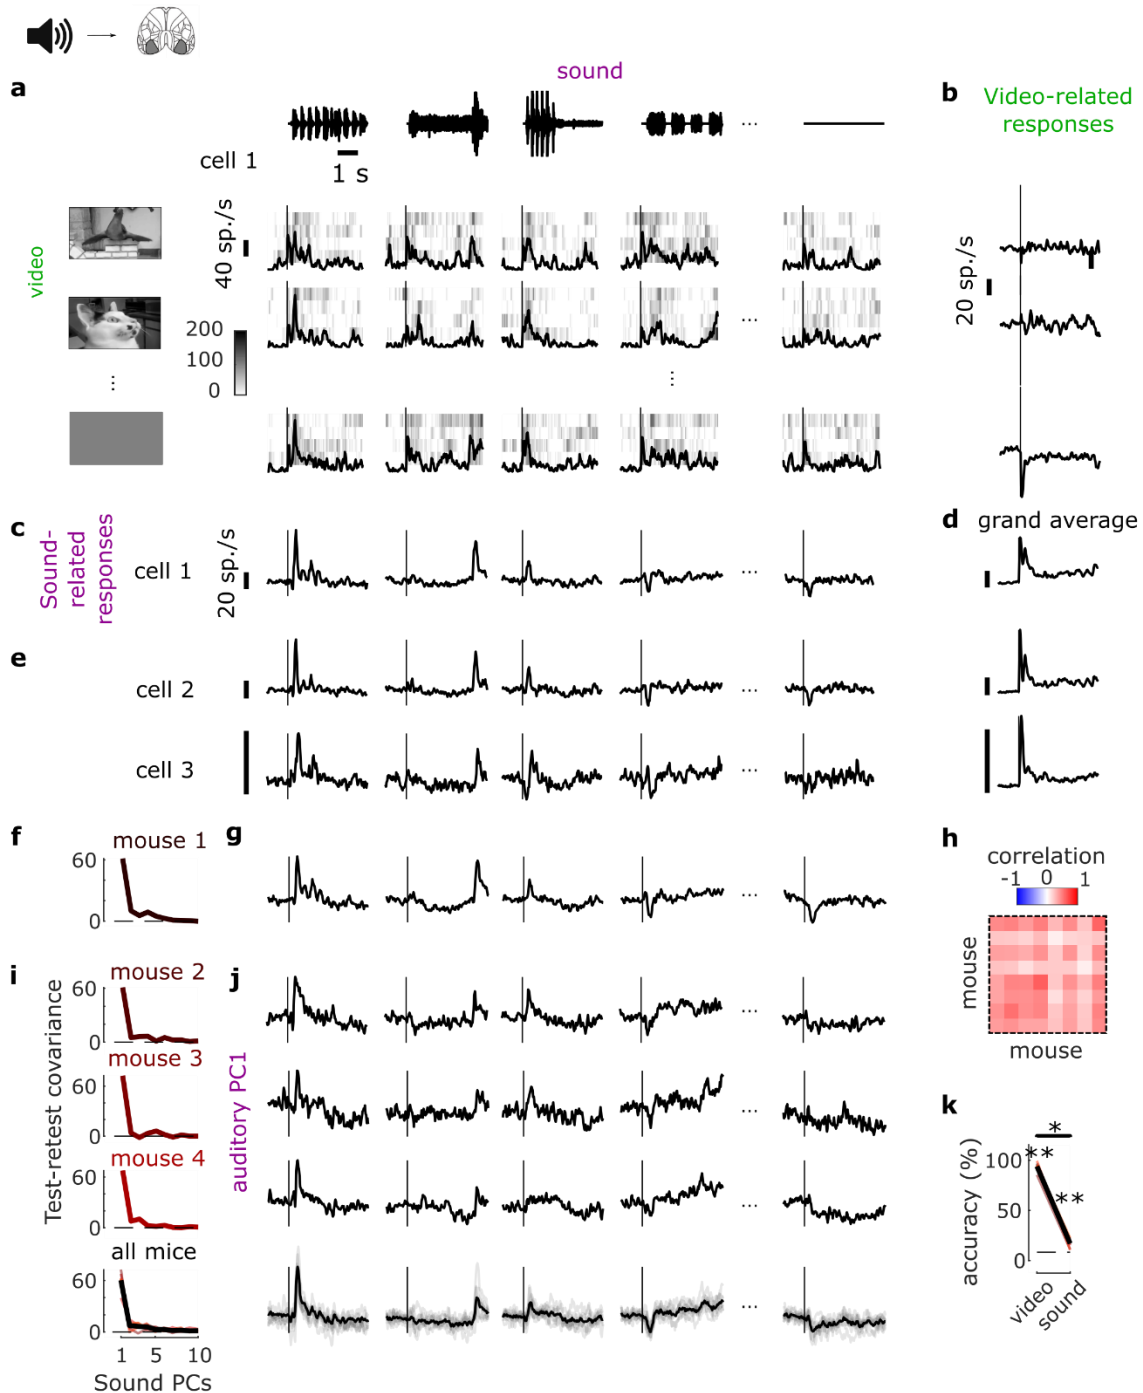 sound
a
b
Video-related
responses
cell 1
1 s
...
video
40 sp./s
20 sp./s
200
100
0
...
...
...
c
Sound-
related
responses
cell 1
20 sp./s
...
d
grand average
e
cell 2
...
cell 3
...
f
mouse 1
60
0
g
...
h
correlation
-1 0 1
mouse
mouse
i
Test-retest covariance
mouse 2
60
0
mouse 3
60
0
mouse 4
60
0
all mice
60
0
1 5 10
Sound PCs
j
auditory PC1
...
...
...
...
k
*
**
**
accuracy (%)
100
50
0
video
sound